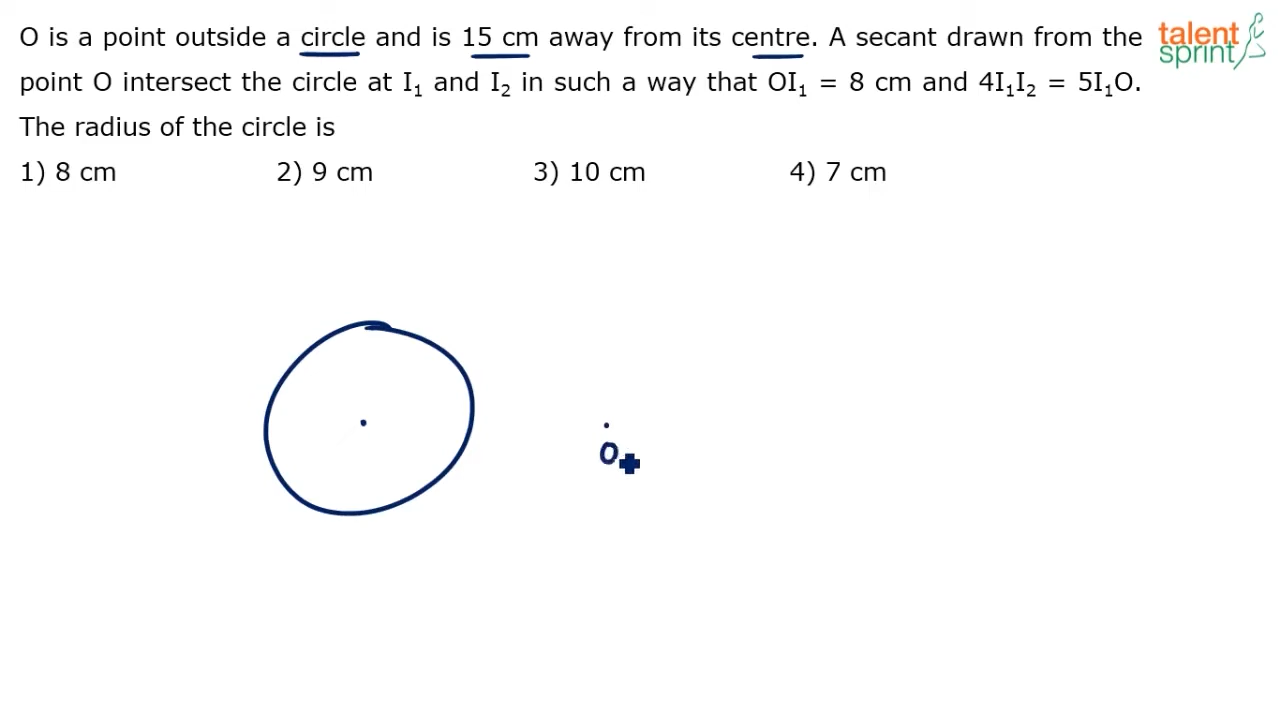 O is a point outside a circle and is 15 cm away from its centre. A secant drawn from the
talent
sprint
point O intersect the circle at I₁ and I₂ in such a way that OI₁ = 8 cm and 4I₁I₂ = 5I₁O.
The radius of the circle is
1) 8 cm 2) 9 cm 3) 10 cm 4) 7 cm
O